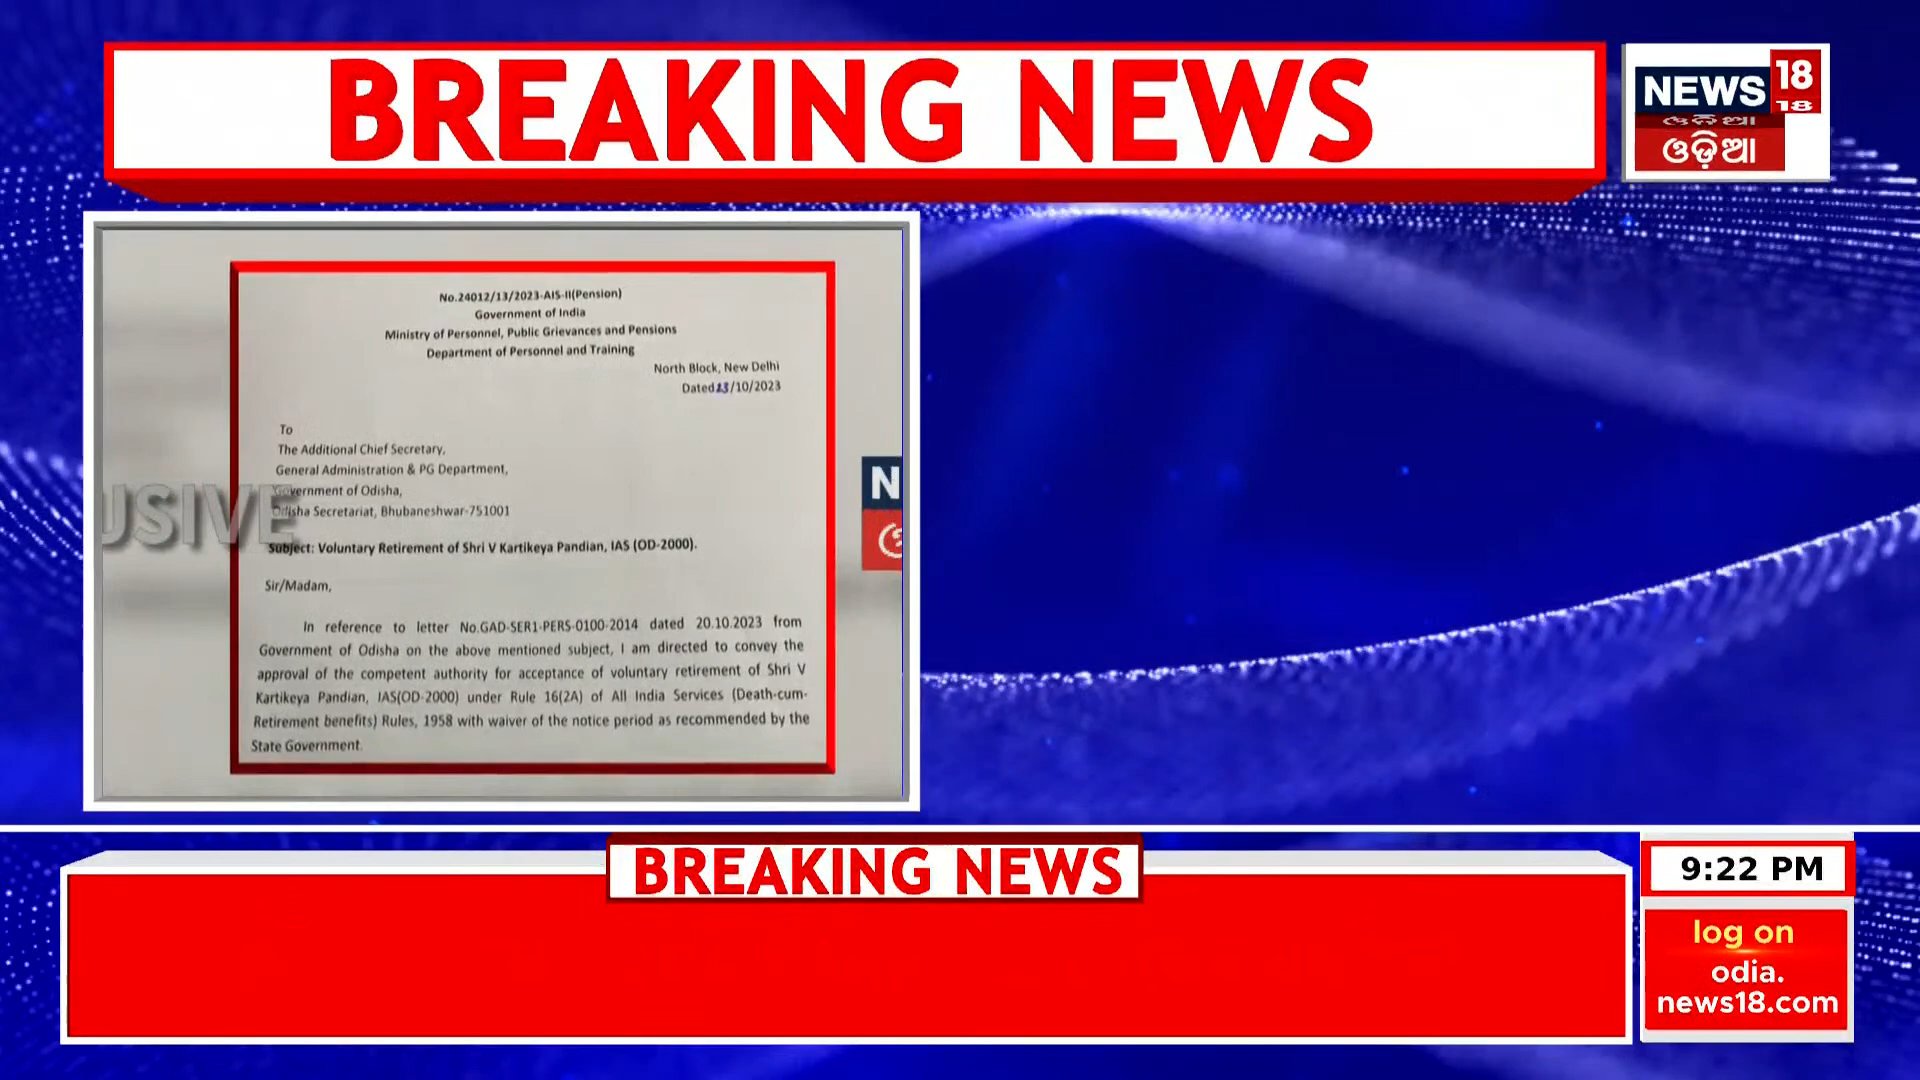 BREAKING NEWS
NEWS 18
18
ଓଡ଼ିଆ
ଓଡ଼ିଆ
No.24012/13/2023-AIS-II(Pension)
Government of India
Ministry of Personnel, Public Grievances and Pensions
Department of Personnel and Training
North Block, New Delhi
Dated 23/10/2023
To
The Additional Chief Secretary,
General Administration & PG Department,
Government of Odisha,
Odisha Secretariat, Bhubaneshwar-751001
USIVE
N
Subject: Voluntary Retirement of Shri V Kartikeya Pandian, IAS (OD-2000).
Sir/Madam,
In reference to letter No.GAD-SER1-PERS-0100-2014 dated 20.10.2023 from
Government of Odisha on the above mentioned subject, I am directed to convey the
approval of the competent authority for acceptance of voluntary retirement of Shri V
Kartikeya Pandian, IAS(OD-2000) under Rule 16(2A) of All India Services (Death-cum-
Retirement benefits) Rules, 1958 with waiver of the notice period as recommended by the
State Government.
BREAKING NEWS
9:22 PM
log on
odia.
news18.com